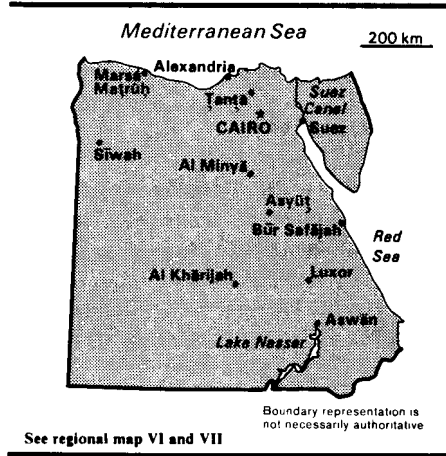 Mediterranean Sea
200 km
Alexandria
Marsá
Maţrūḩ
Ţanţa
Suez
Canal
CAIRO
Suez
Sīwah
Al Minyā
Asyūţ
Būr Safājah
Red
Sea
Al Khārijah
Luxor
Aswān
Lake Nasser
Boundary representation is
not necessarily authoritative
See regional map VI and VII